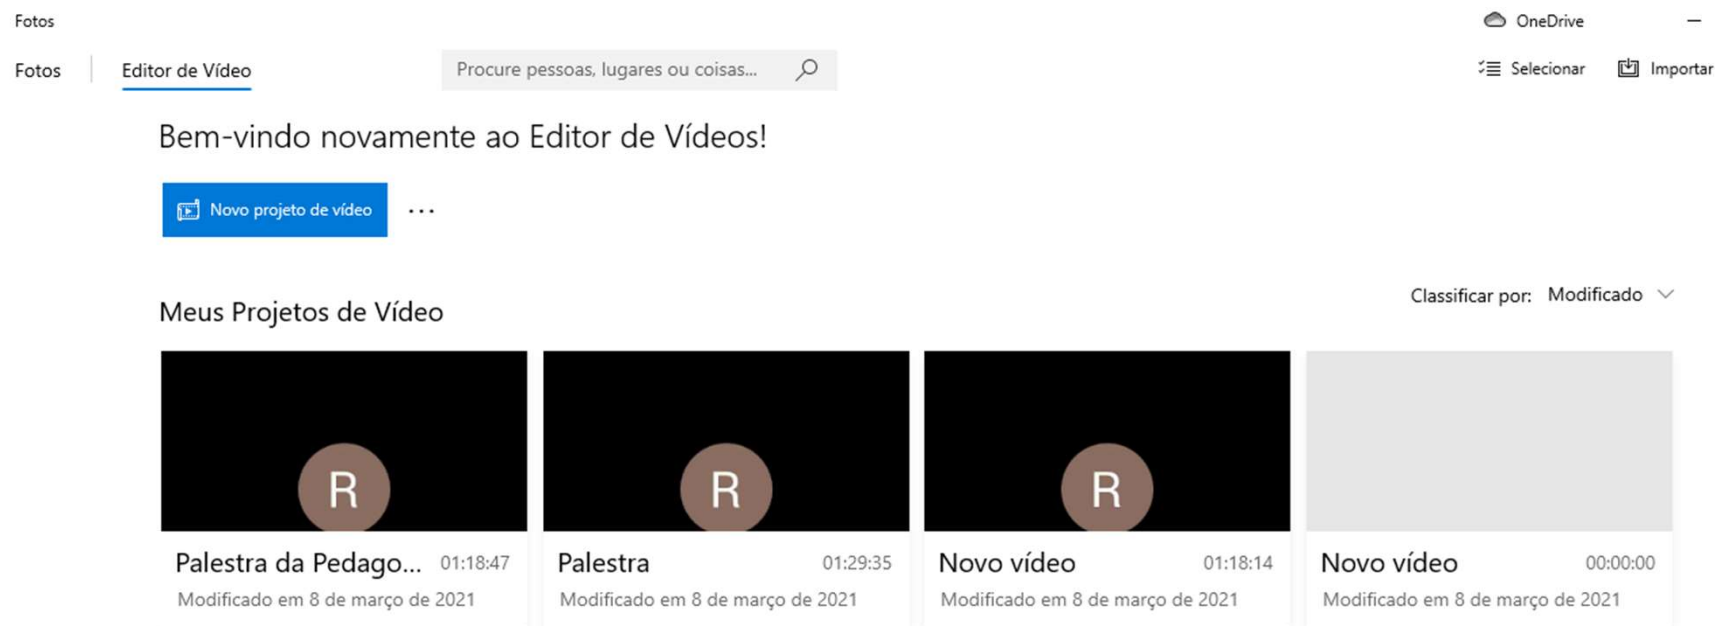 Fotos
OneDrive
Fotos
Editor de Vídeo
Procure pessoas, lugares ou coisas...
Selecionar
Importar
Bem-vindo novamente ao Editor de Vídeos!
Novo projeto de vídeo
...
Meus Projetos de Vídeo
Classificar por: Modificado
R
R
R
Palestra da Pedago... 01:18:47
Modificado em 8 de março de 2021
Palestra 01:29:35
Modificado em 8 de março de 2021
Novo vídeo 01:18:14
Modificado em 8 de março de 2021
Novo vídeo 00:00:00
Modificado em 8 de março de 2021